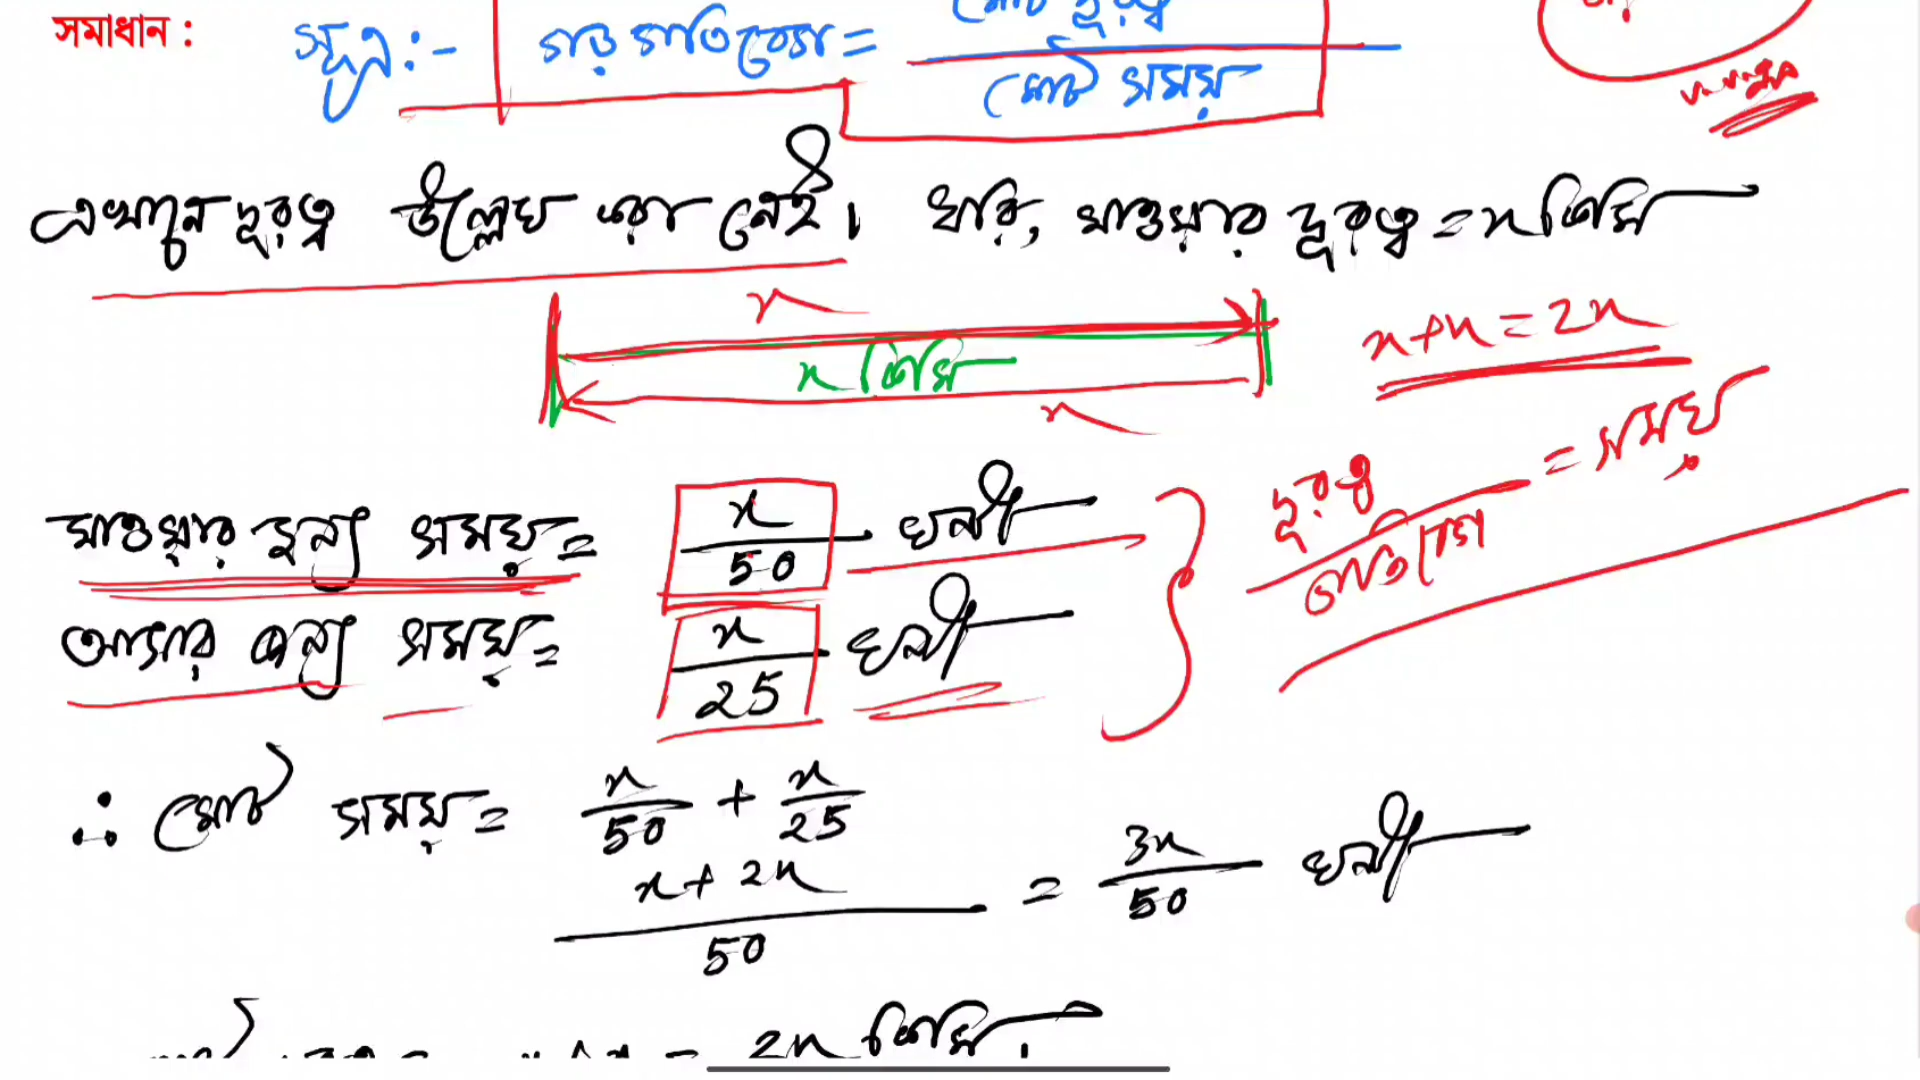 সমাধান :
সূত্র:- গড় গতিবেগ = মোট দূরত্ব / মোট সময়
এখানে দূরত্ব উল্লেখ করা নেই। ধরি, যাওয়ার দূরত্ব = x কিমি
x
x কিমি
x
x+x = 2x
দূরত্ব / গতিবেগ = সময়
যাওয়ার জন্য সময় = x/50 ঘন্টা
আসার জন্য সময় = x/25 ঘন্টা
∴ মোট সময় = x/50 + x/25
x+2x / 50 = 3x/50 ঘন্টা
= 2x কিমি।